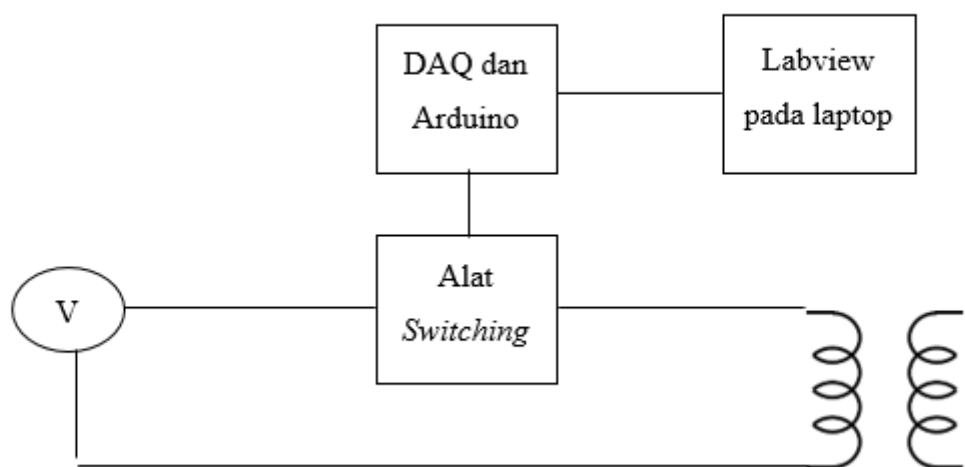 DAQ dan
Arduino
Labview
pada laptop
V
Alat
Switching